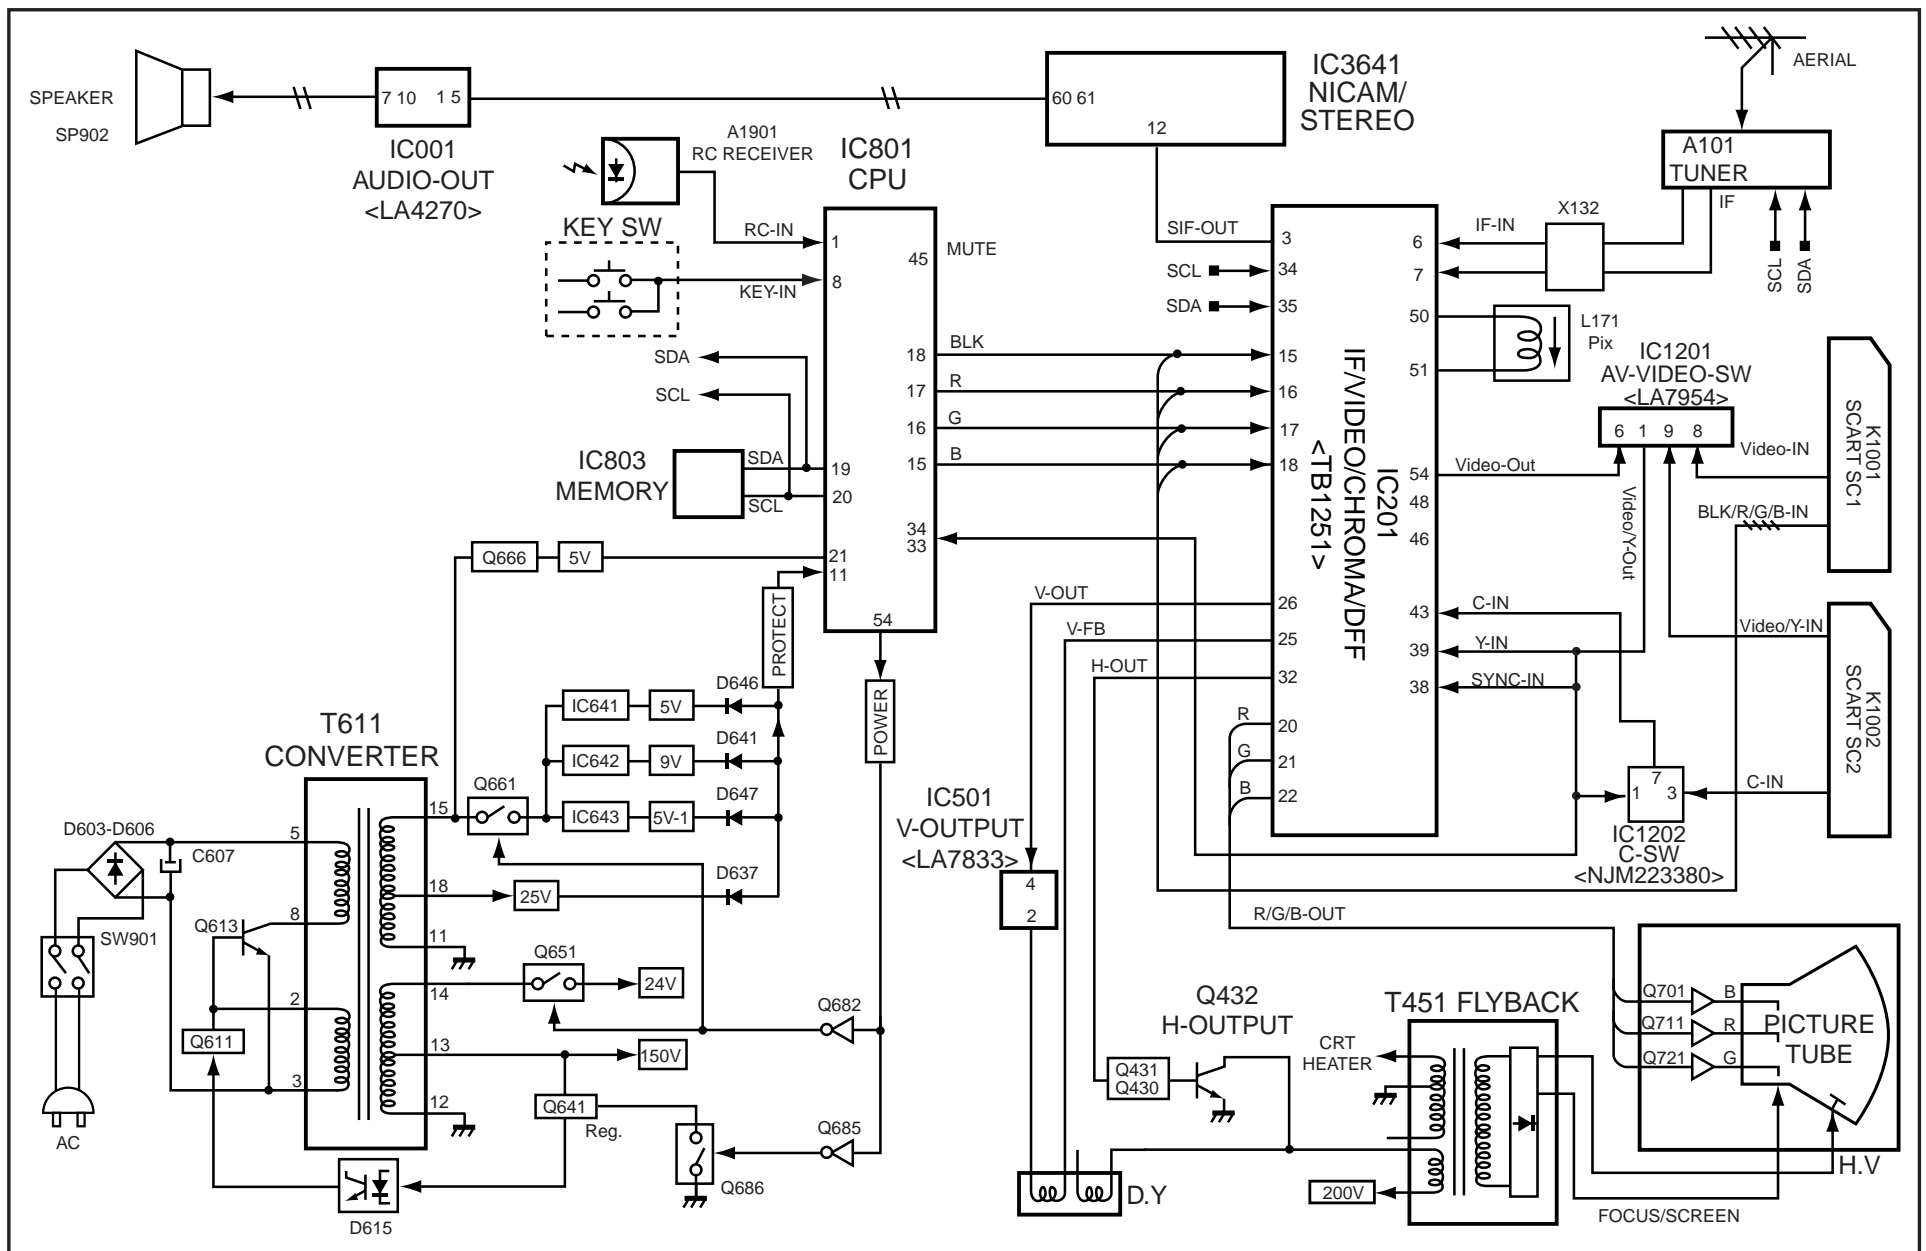 SPEAKER
SP902
7 10 1 5
IC001
AUDIO-OUT
<LA4270>
60 61
12
IC3641
NICAM/
STEREO
AERIAL
A101
TUNER
IF
SCL
SDA
A1901
RC RECEIVER
KEY SW
RC-IN
KEY-IN
IC801
CPU
1
8
45
MUTE
18
17
16
15
19
20
34
33
21
11
54
BLK
R
G
B
SDA
SCL
IC803
MEMORY
SDA
SCL
Q666
5V
PROTECT
POWER
SIF-OUT
SCL
SDA
3
34
35
15
16
17
18
26
25
32
20
21
22
IF/VIDEO/CHROMA/DFF
IC201
<TB1251>
6
7
50
51
54
48
46
43
39
38
IF-IN
X132
L171
Pix
IC1201
AV-VIDEO-SW
<LA7954>
6 1 9 8
Video-Out
Video/Y-Out
Video-IN
BLK/R/G/B-IN
K1001
SCART SC1
C-IN
Y-IN
SYNC-IN
Video/Y-IN
K1002
SCART SC2
C-IN
7
1 3
IC1202
C-SW
<NJM223380>
V-OUT
V-FB
H-OUT
R
G
B
IC501
V-OUTPUT
<LA7833>
4
2
R/G/B-OUT
T611
CONVERTER
5
8
2
3
15
18
11
14
13
12
D603-D606
C607
Q613
SW901
Q611
AC
D615
Q661
IC641
5V
D646
IC642
9V
D641
IC643
5V-1
D647
25V
D637
Q651
24V
Q682
150V
Q641
Reg.
Q685
Q686
Q432
H-OUTPUT
Q431
Q430
D.Y
T451 FLYBACK
CRT
HEATER
200V
Q701
B
Q711
R
Q721
G
PICTURE
TUBE
H.V
FOCUS/SCREEN